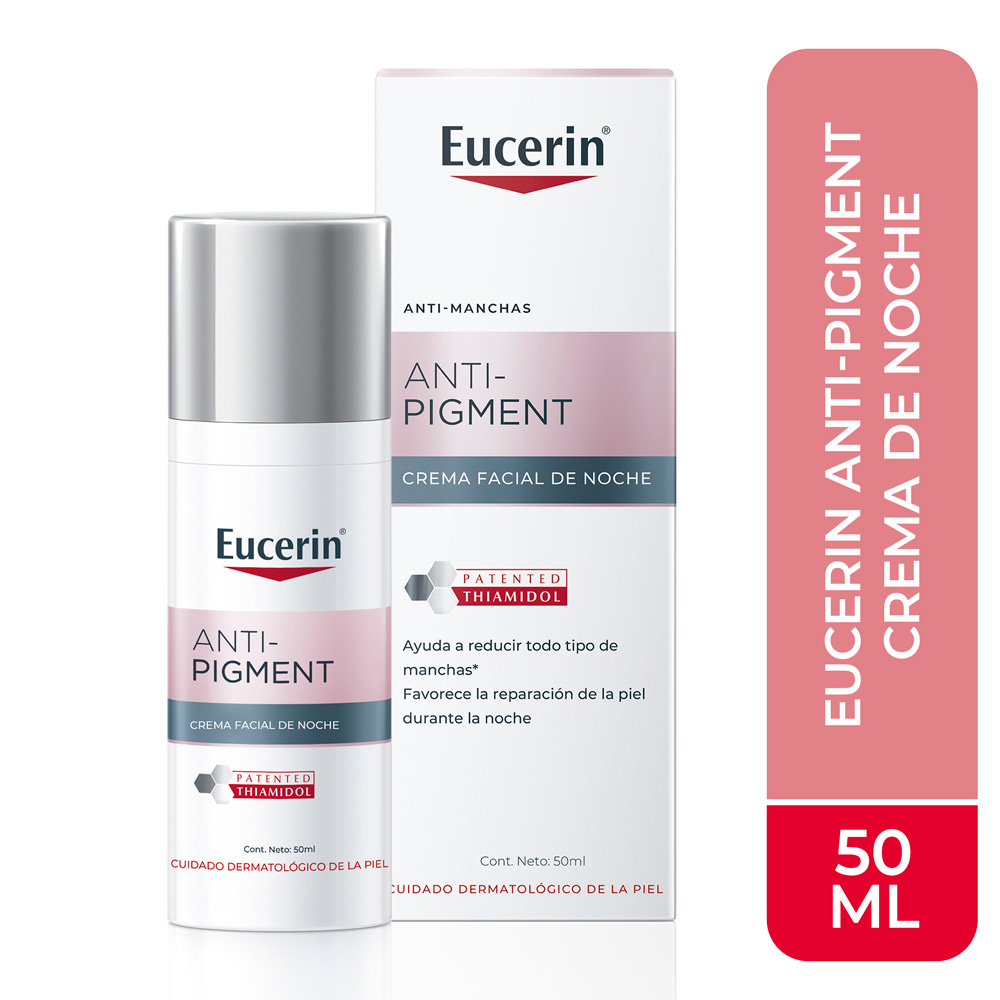 Eucerin®
ANTI-MANCHAS
ANTI-
PIGMENT
CREMA FACIAL DE NOCHE
PATENTED
THIAMIDOL
Ayuda a reducir todo tipo de
manchas*
Favorece la reparación de la piel
durante la noche
Cont. Neto: 50ml
CUIDADO DERMATOLÓGICO DE LA PIEL
Eucerin®
ANTI-
PIGMENT
CREMA FACIAL DE NOCHE
PATENTED
THIAMIDOL
Cont. Neto: 50ml
CUIDADO DERMATOLÓGICO DE LA PIEL
EUCERIN ANTI-PIGMENT
CREMA DE NOCHE
50
ML